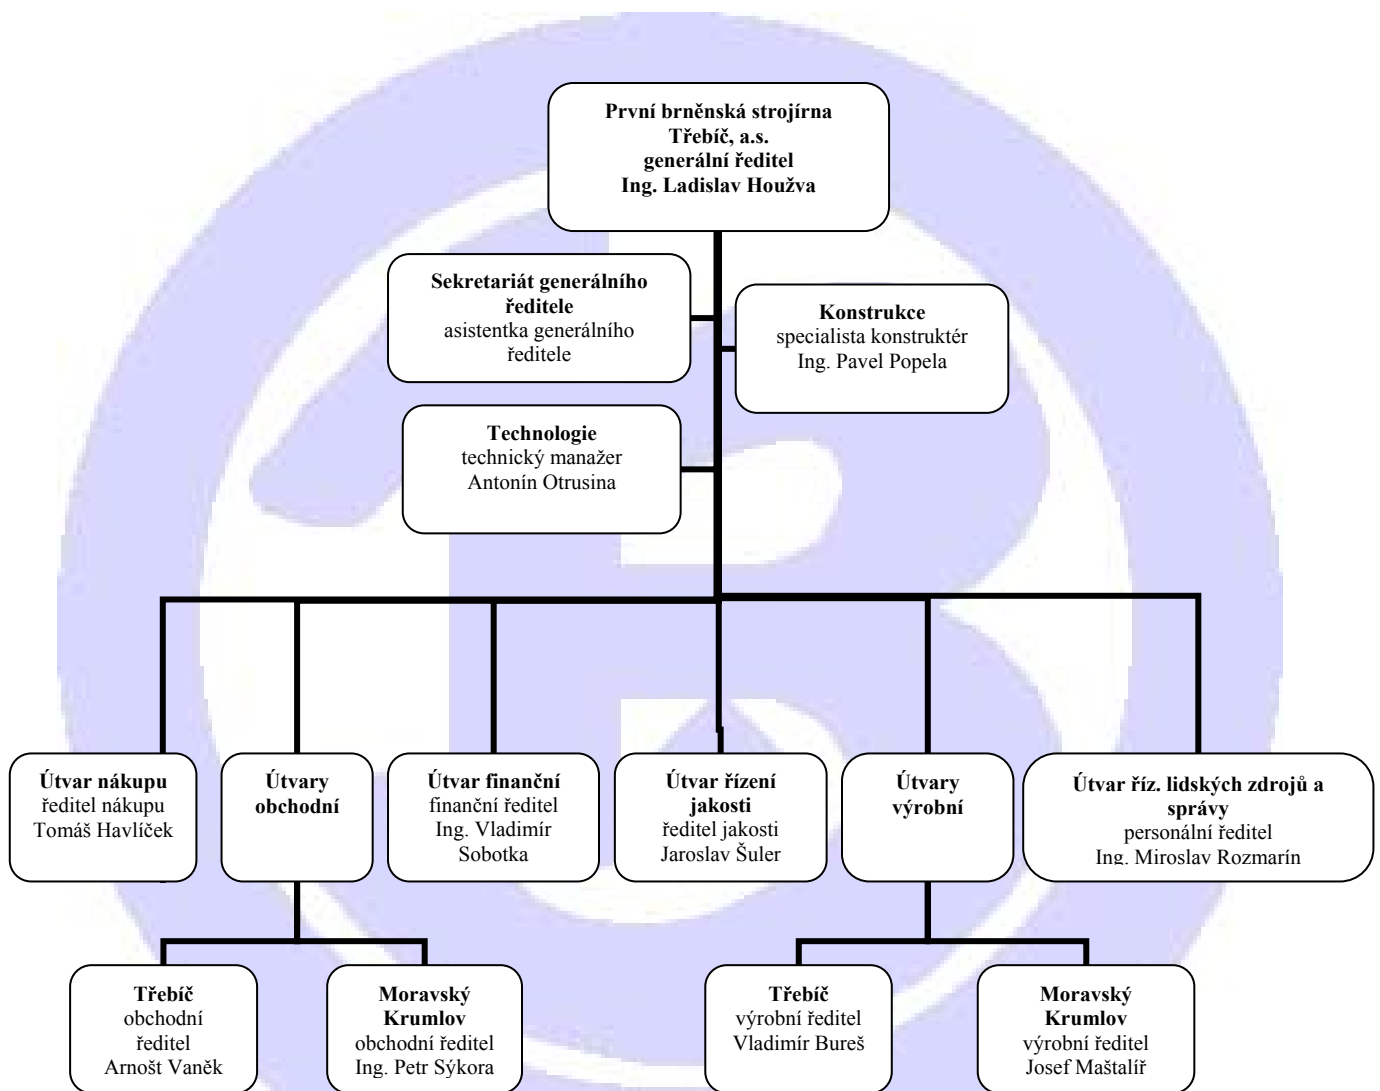 První brněnská strojírna
Třebíč, a.s.
generální ředitel
Ing. Ladislav Houžva
Sekretariát generálního
ředitele
asistentka generálního
ředitele
Konstrukce
specialista konstruktér
Ing. Pavel Popela
Technologie
technický manažer
Antonín Otrusina
Útvar nákupu
ředitel nákupu
Tomáš Havlíček
Útvary
obchodní
Útvar finanční
finanční ředitel
Ing. Vladimír
Sobotka
Útvar řízení
jakosti
ředitel jakosti
Jaroslav Šuler
Útvary
výrobní
Útvar říz. lidských zdrojů a
správy
personální ředitel
Ing. Miroslav Rozmarín
Třebíč
obchodní
ředitel
Arnošt Vaněk
Moravský
Krumlov
obchodní ředitel
Ing. Petr Sýkora
Třebíč
výrobní ředitel
Vladimír Bureš
Moravský
Krumlov
výrobní ředitel
Josef Maštalíř